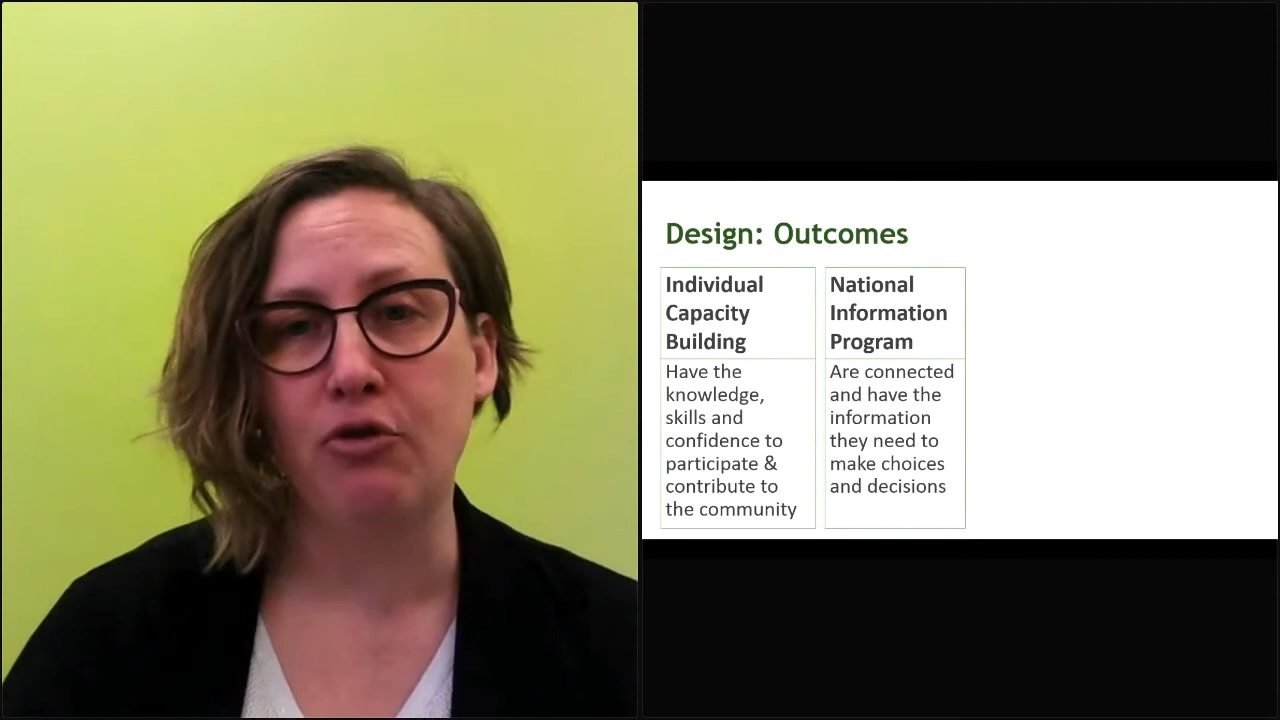 Design: Outcomes
Individual
Capacity
Building
Have the
knowledge,
skills and
confidence to
participate &
contribute to
the community
National
Information
Program
Are connected
and have the
information
they need to
make choices
and decisions